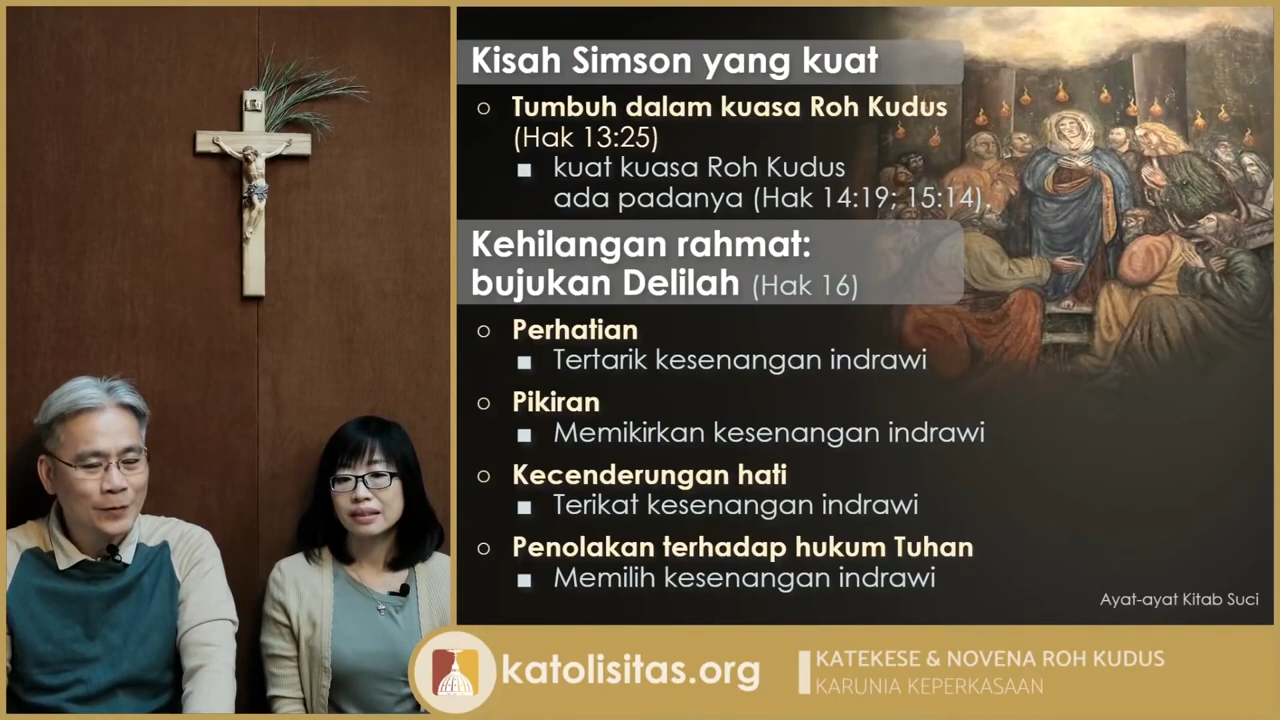 Kisah Simson yang kuat
○ Tumbuh dalam kuasa Roh Kudus
(Hak 13:25)
■ kuat kuasa Roh Kudus
ada padanya (Hak 14:19; 15:14).
Kehilangan rahmat:
bujukan Delilah (Hak 16)
○ Perhatian
■ Tertarik kesenangan indrawi
○ Pikiran
■ Memikirkan kesenangan indrawi
○ Kecenderungan hati
■ Terikat kesenangan indrawi
○ Penolakan terhadap hukum Tuhan
■ Memilih kesenangan indrawi
Ayat-ayat Kitab Suci
katolisitas.org
KATEKESE & NOVENA ROH KUDUS
KARUNIA KEPERKASAAN